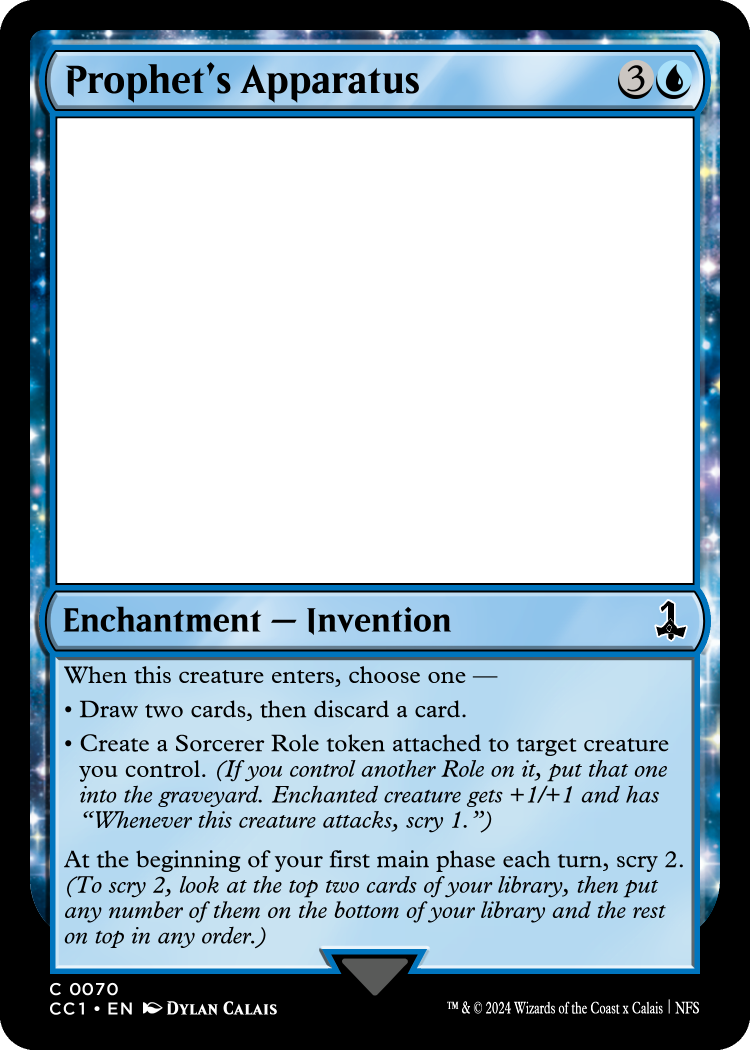 Prophet's Apparatus 3
Enchantment — Invention
When this creature enters, choose one —
• Draw two cards, then discard a card.
• Create a Sorcerer Role token attached to target creature
you control. (If you control another Role on it, put that one
into the graveyard. Enchanted creature gets +1/+1 and has
“Whenever this creature attacks, scry 1.”)
At the beginning of your first main phase each turn, scry 2.
(To scry 2, look at the top two cards of your library, then put
any number of them on the bottom of your library and the rest
on top in any order.)
C 0070
CC1 • EN Dylan Calais
™ & © 2024 Wizards of the Coast x Calais | NFS